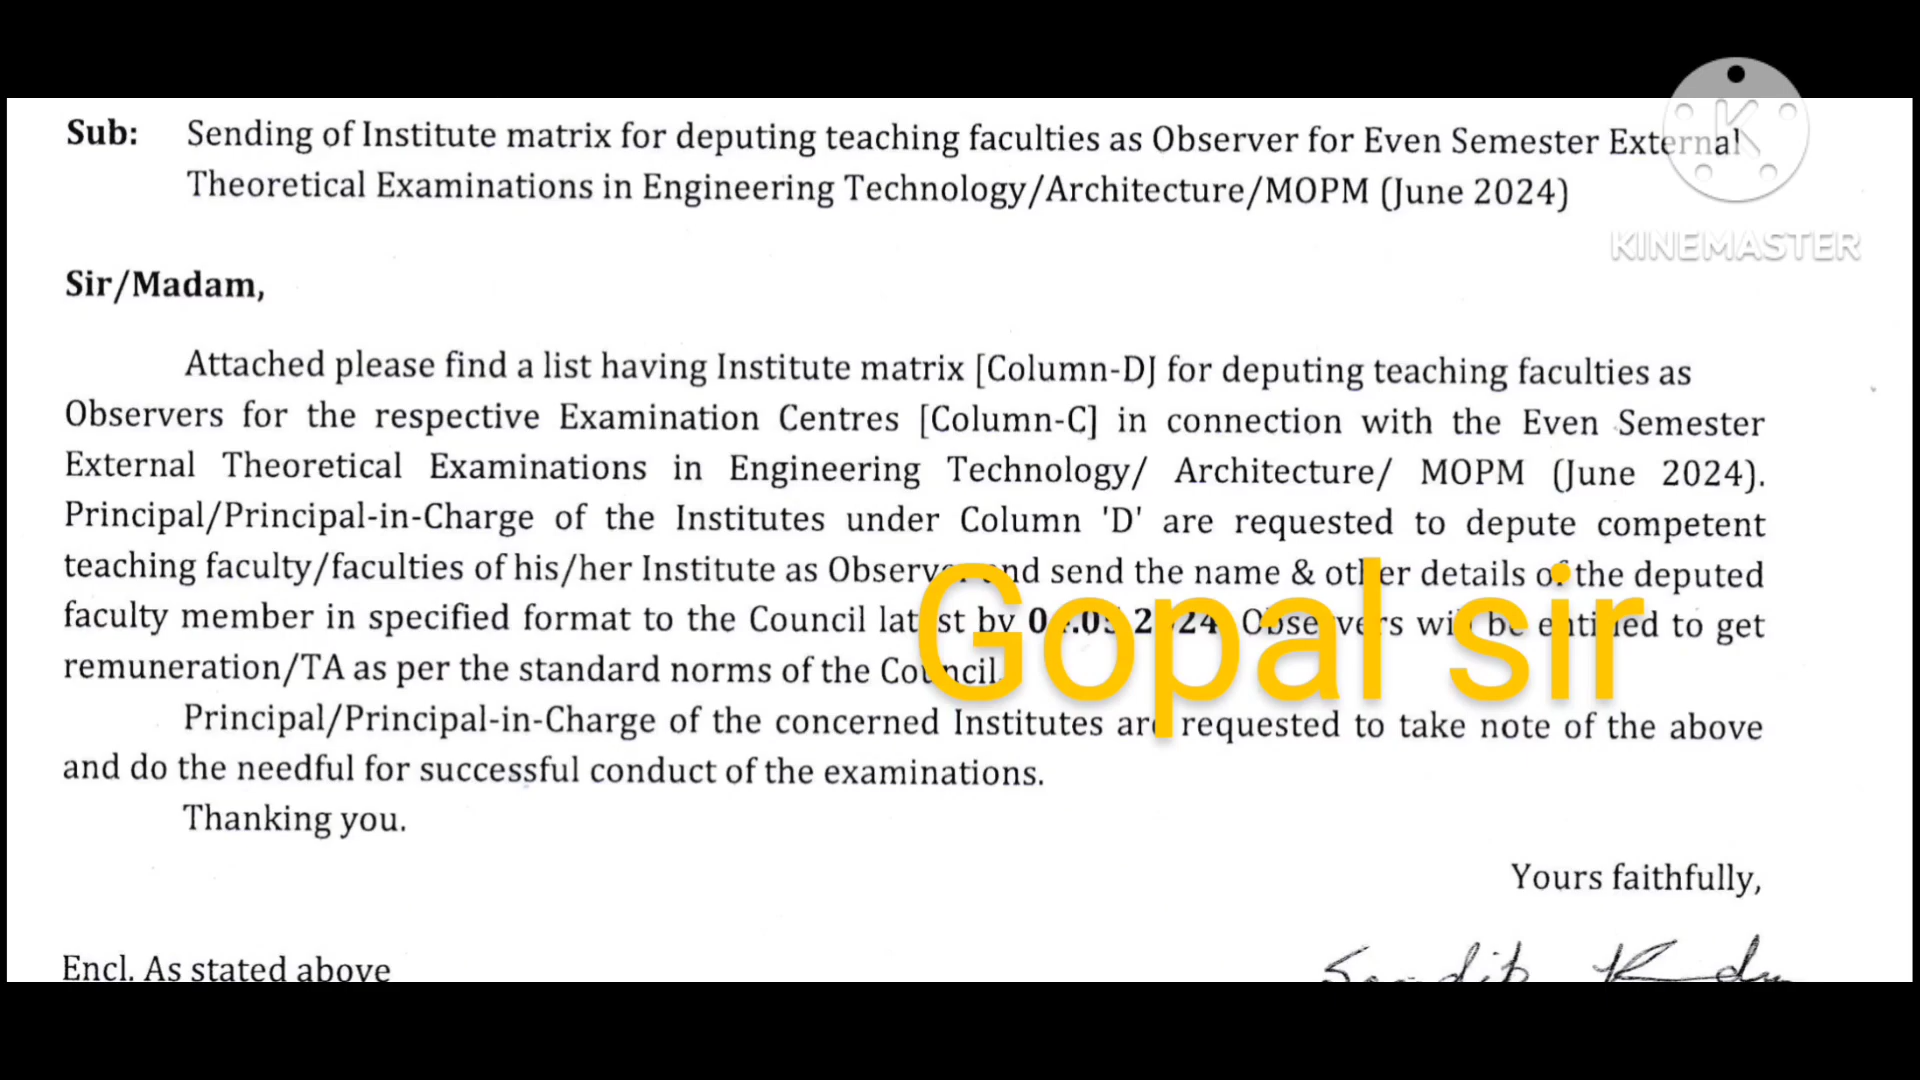 Sub: Sending of Institute matrix for deputing teaching faculties as Observer for Even Semester External
Theoretical Examinations in Engineering Technology/Architecture/MOPM (June 2024)
KINEMASTER
Sir/Madam,
Attached please find a list having Institute matrix [Column-D] for deputing teaching faculties as
Observers for the respective Examination Centres [Column-C] in connection with the Even Semester
External Theoretical Examinations in Engineering Technology/ Architecture/ MOPM (June 2024).
Principal/Principal-in-Charge of the Institutes under Column 'D' are requested to depute competent
teaching faculty/faculties of his/her Institute as Observer and send the name & other details of the deputed
faculty member in specified format to the Council latest by Observers will be entitled to get
remuneration/TA as per the standard norms of the Council.
Gopal sir
Principal/Principal-in-Charge of the concerned Institutes are requested to take note of the above
and do the needful for successful conduct of the examinations.
Thanking you.
Yours faithfully,
Encl. As stated above